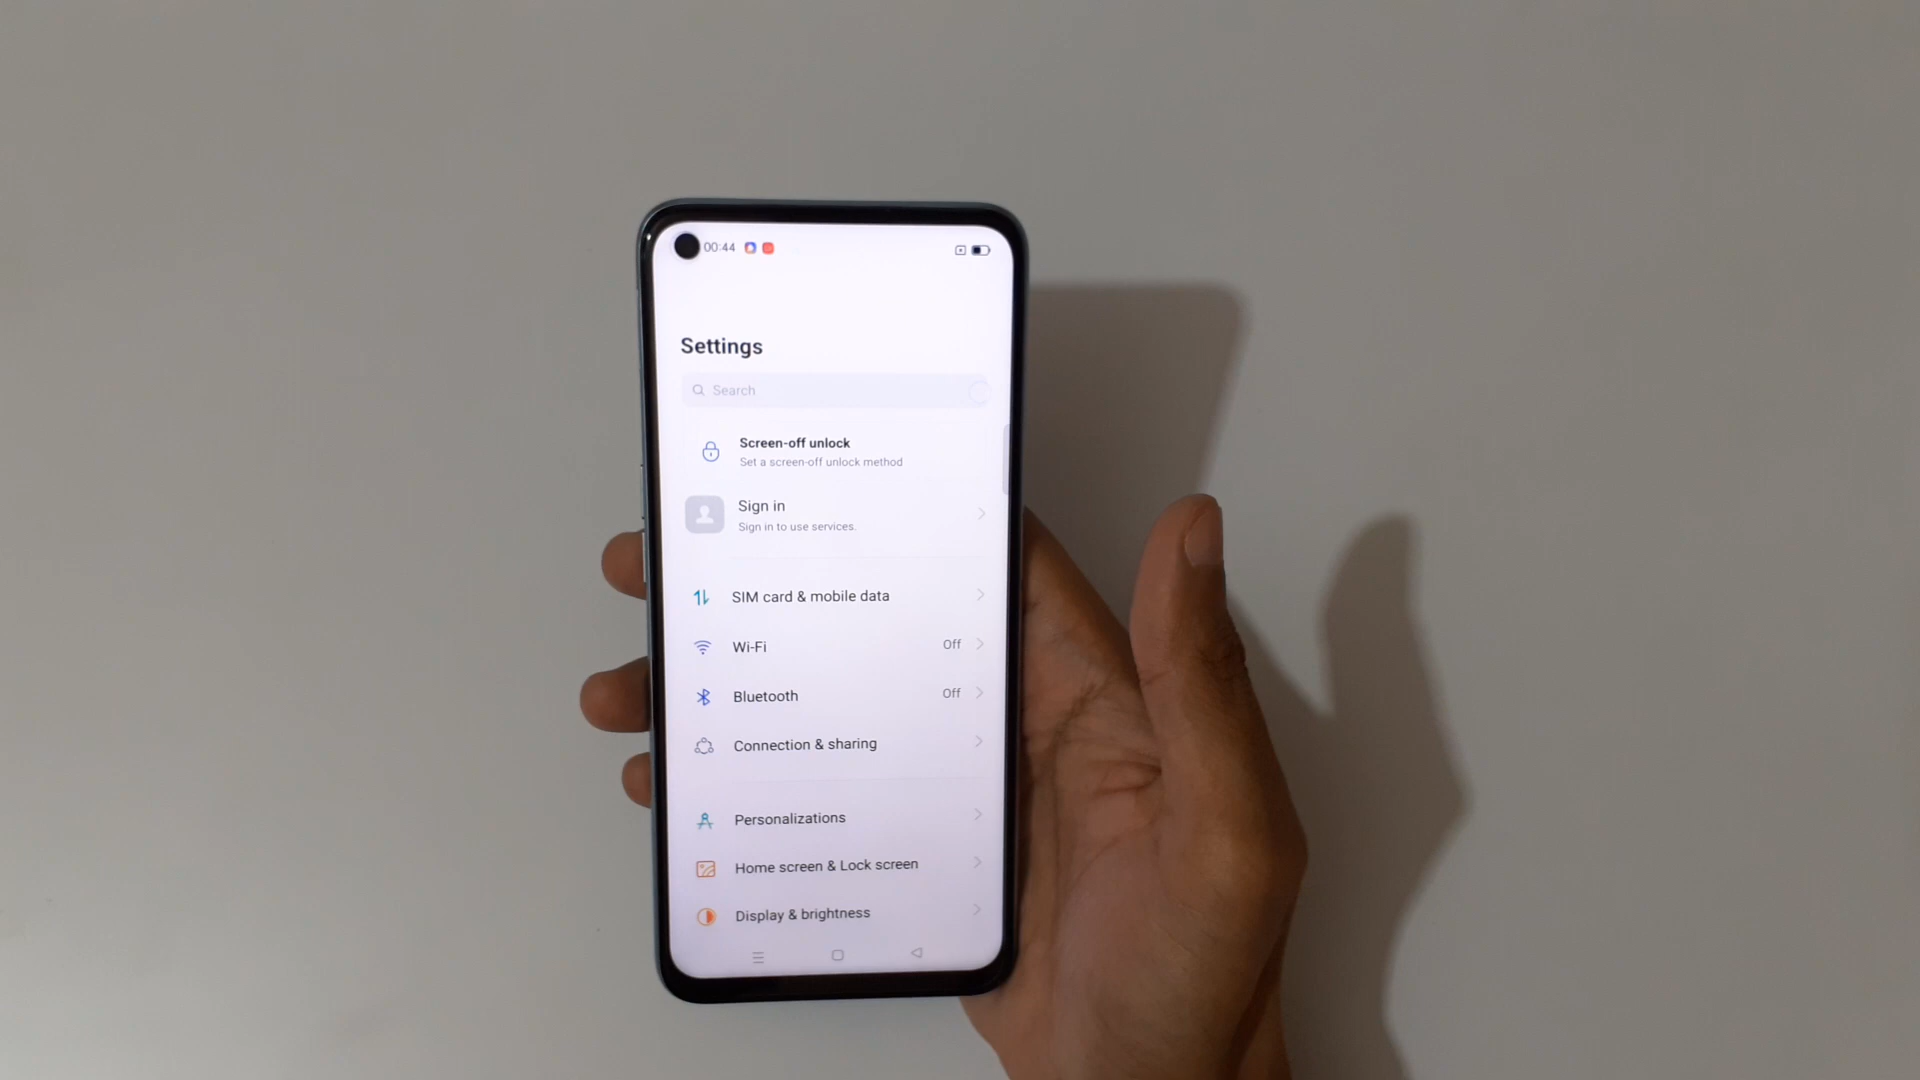 00:44
Settings
Search
Screen-off unlock
Set a screen-off unlock method
Sign in
Sign in to use services.
SIM card & mobile data
Wi-Fi Off
Bluetooth Off
Connection & sharing
Personalizations
Home screen & Lock screen
Display & brightness